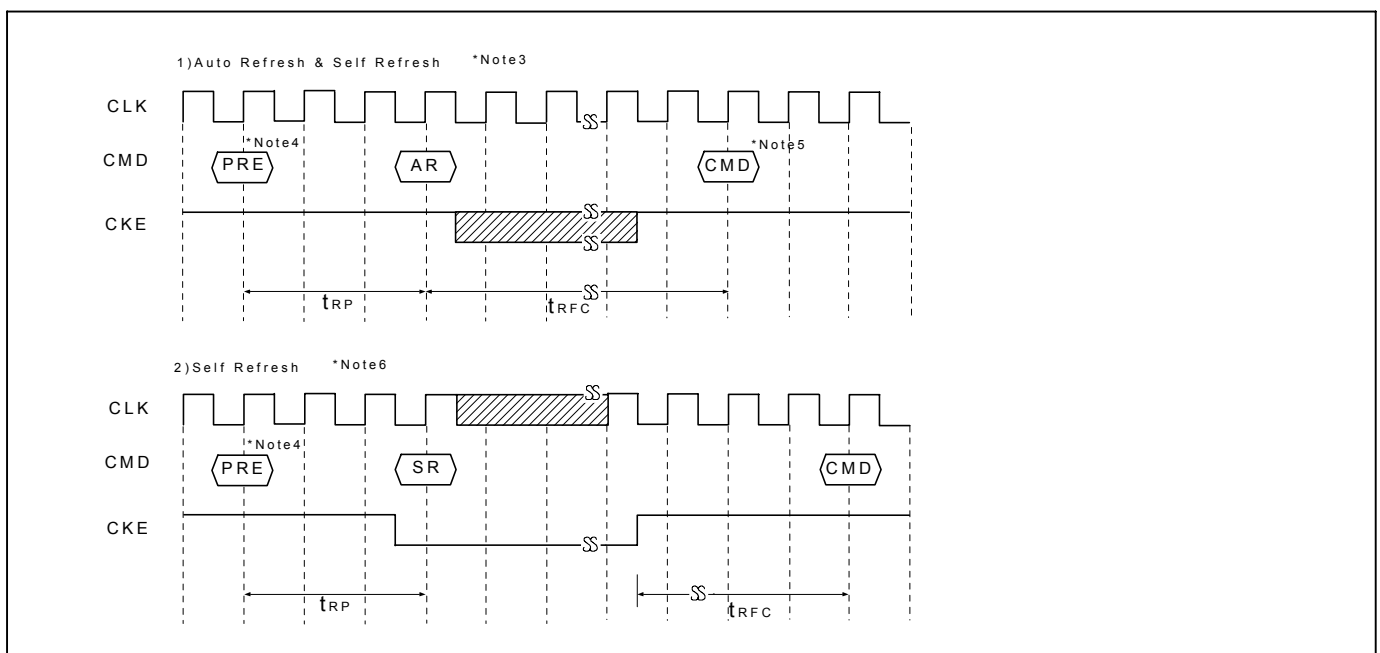 1)Auto Refresh & Self Refresh *Note3
CLK
*Note4
*Note5
CMD PRE AR CMD
CKE
tRP tRFC
2)Self Refresh *Note6
CLK
*Note4
CMD PRE SR CMD
CKE
tRP tRFC